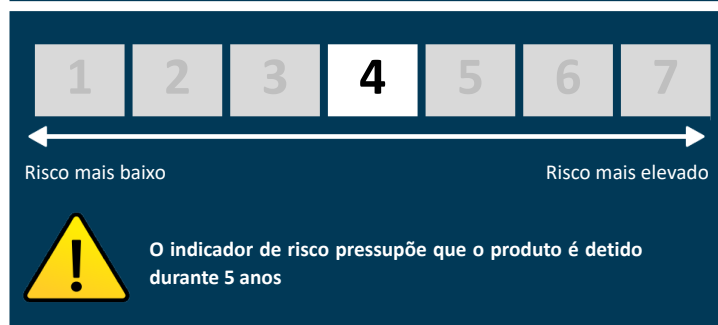 1 2 3 4 5 6 7
Risco mais baixo Risco mais elevado
!
O indicador de risco pressupõe que o produto é detido
durante 5 anos